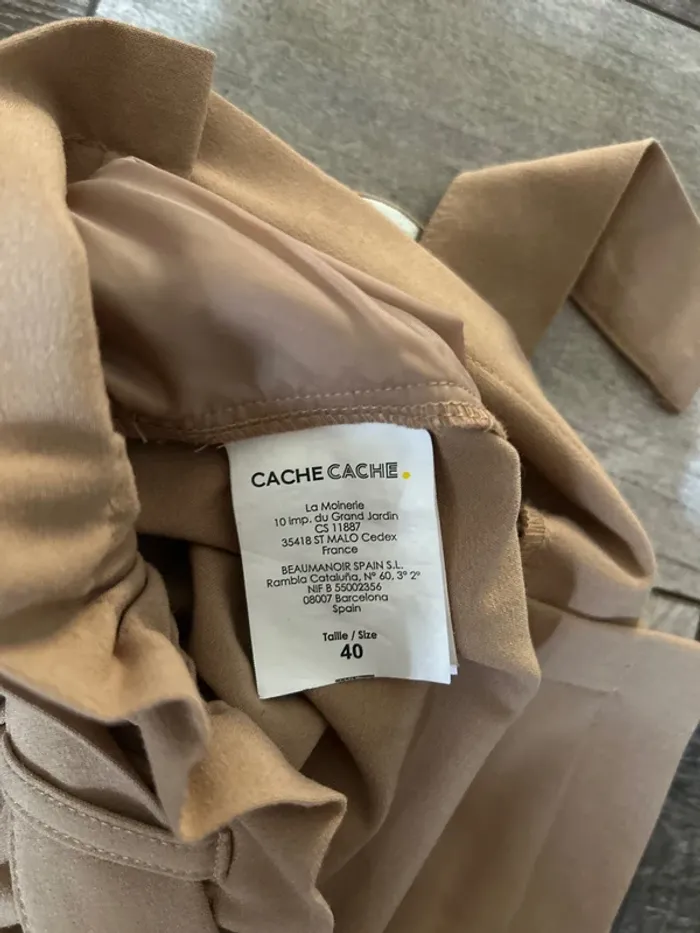 CACHE CACHE.
La Moinerie
10 imp. du Grand Jardin
CS 11887
35418 ST MALO Cedex
France
BEAUMANOIR SPAIN S.L.
Rambla Cataluña, Nº 60, 3º 2º
NIF B 55002356
08007 Barcelona
Spain
Taille / Size
40